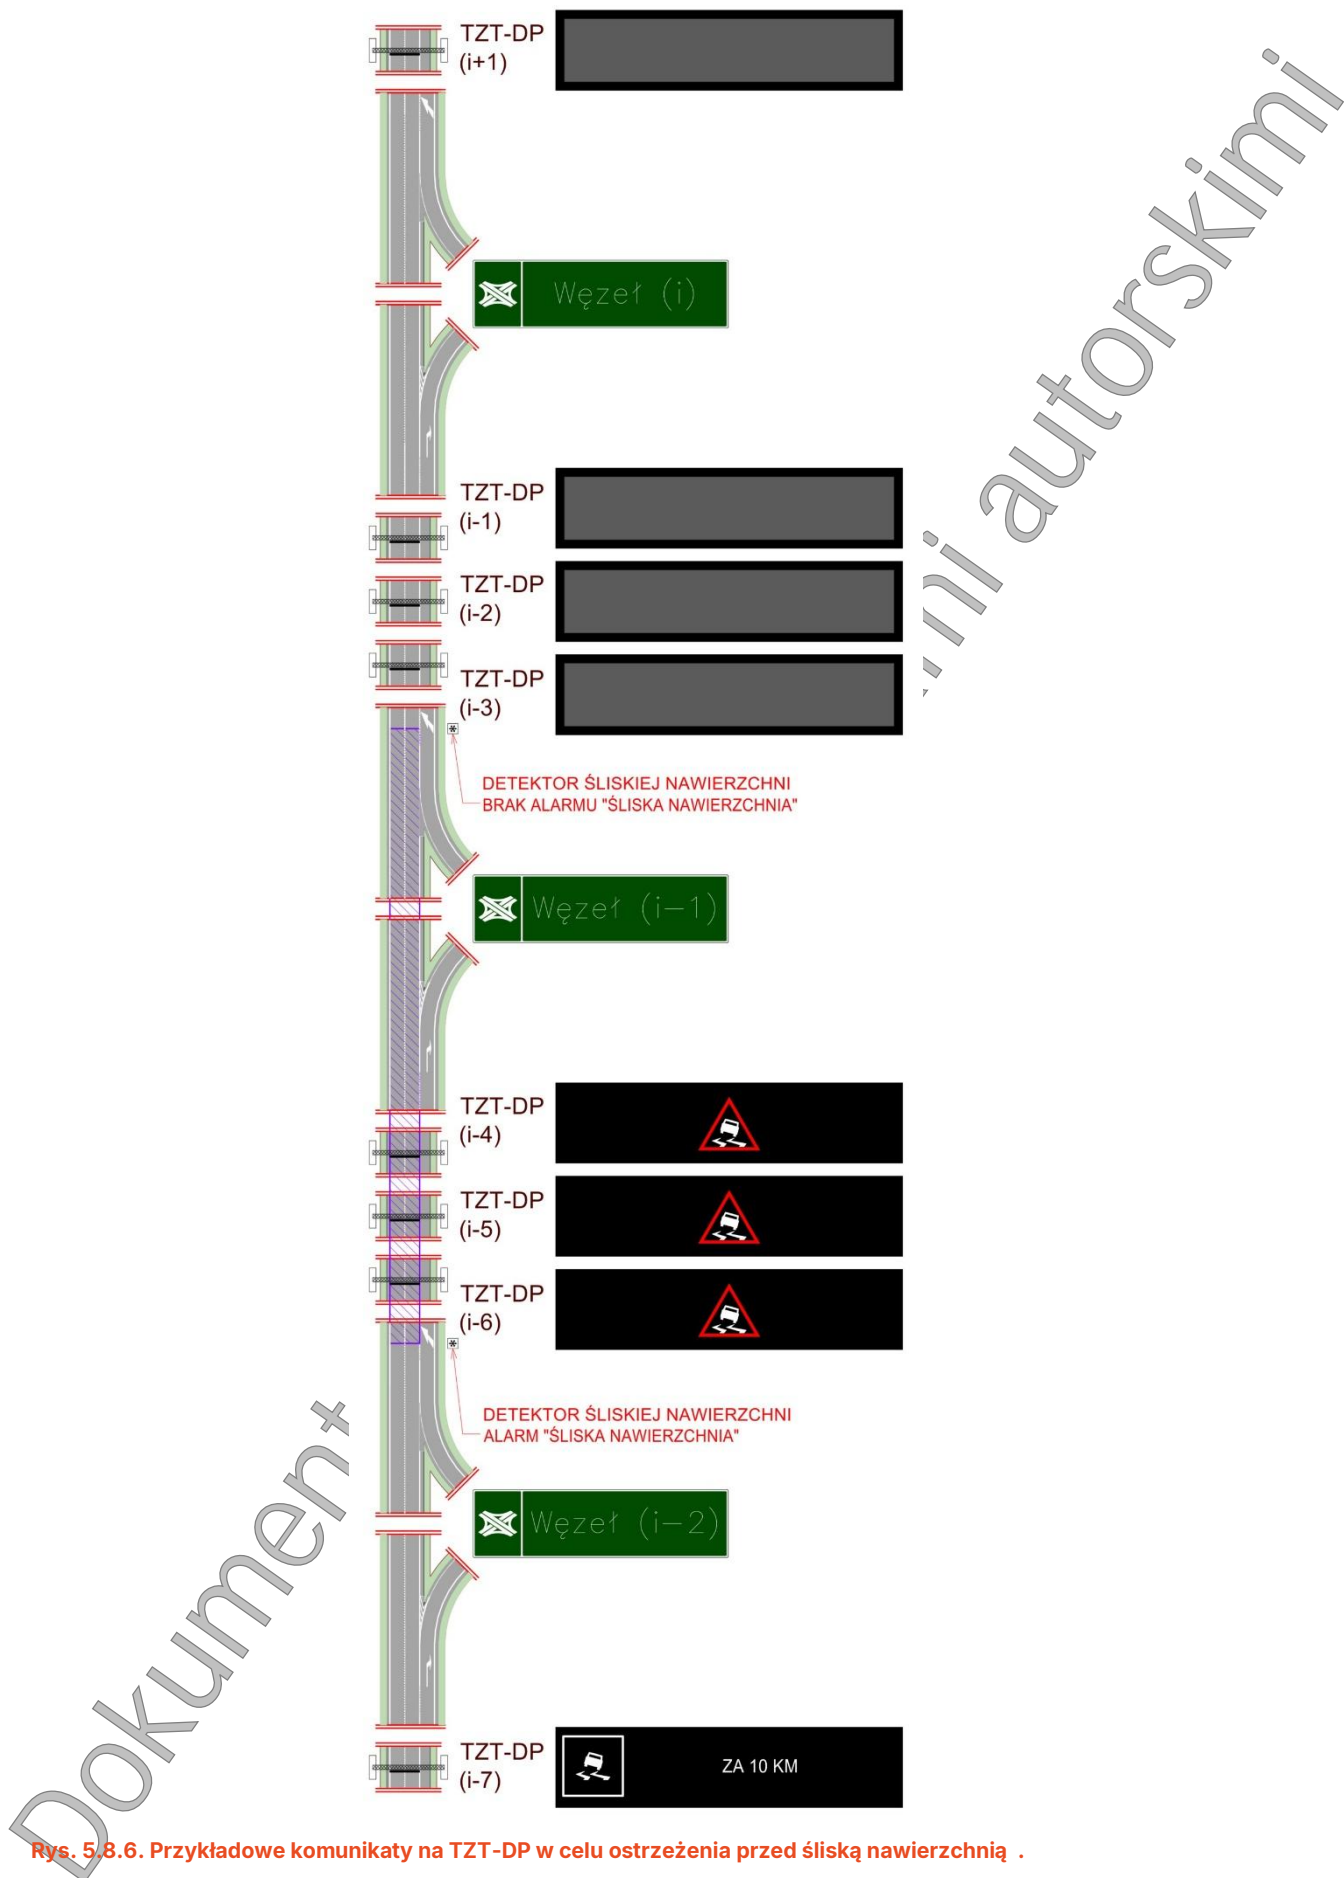 TZT-DP
(i+1)
Węzeł (i)
TZT-DP
(i-1)
TZT-DP
(i-2)
TZT-DP
(i-3)
DETEKTOR ŚLISKIEJ NAWIERZCHNI
BRAK ALARMU "ŚLISKA NAWIERZCHNIA"
Węzeł (i-1)
TZT-DP
(i-4)
TZT-DP
(i-5)
TZT-DP
(i-6)
DETEKTOR ŚLISKIEJ NAWIERZCHNI
ALARM "ŚLISKA NAWIERZCHNIA"
Węzeł (i-2)
TZT-DP
(i-7)
ZA 10 KM
Rys. 5.8.6. Przykładowe komunikaty na TZT-DP w celu ostrzeżenia przed śliską nawierzchnią .
Dokument
mi autorskimi